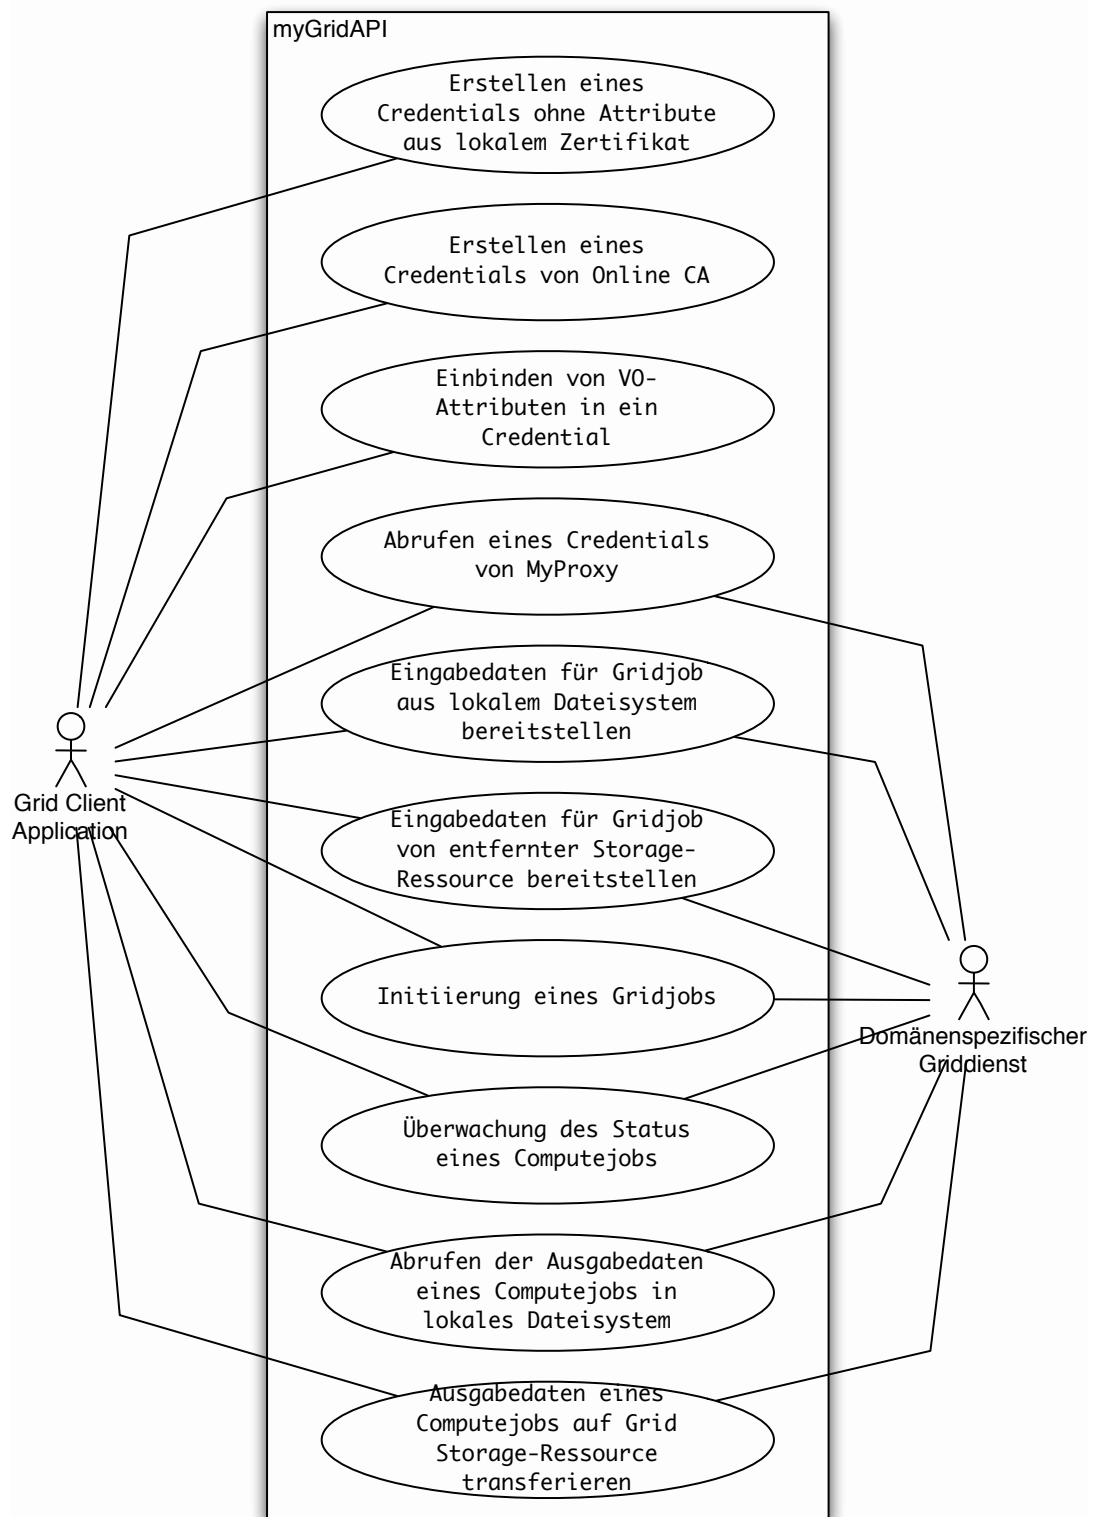 myGridAPI
Erstellen eines
Credentials ohne Attribute
aus lokalem Zertifikat
Erstellen eines
Credentials von Online CA
Einbinden von VO-
Attributen in ein
Credential
Abrufen eines Credentials
von MyProxy
Eingabedaten für Gridjob
aus lokalem Dateisystem
bereitstellen
Grid Client
Application
Eingabedaten für Gridjob
von entfernter Storage-
Ressource bereitstellen
Initiierung eines Gridjobs
Domänenspezifischer
Griddienst
Überwachung des Status
eines Computejobs
Abrufen der Ausgabedaten
eines Computejobs in
lokales Dateisystem
Ausgabedaten eines
Computejobs auf Grid
Storage-Ressource
transferieren